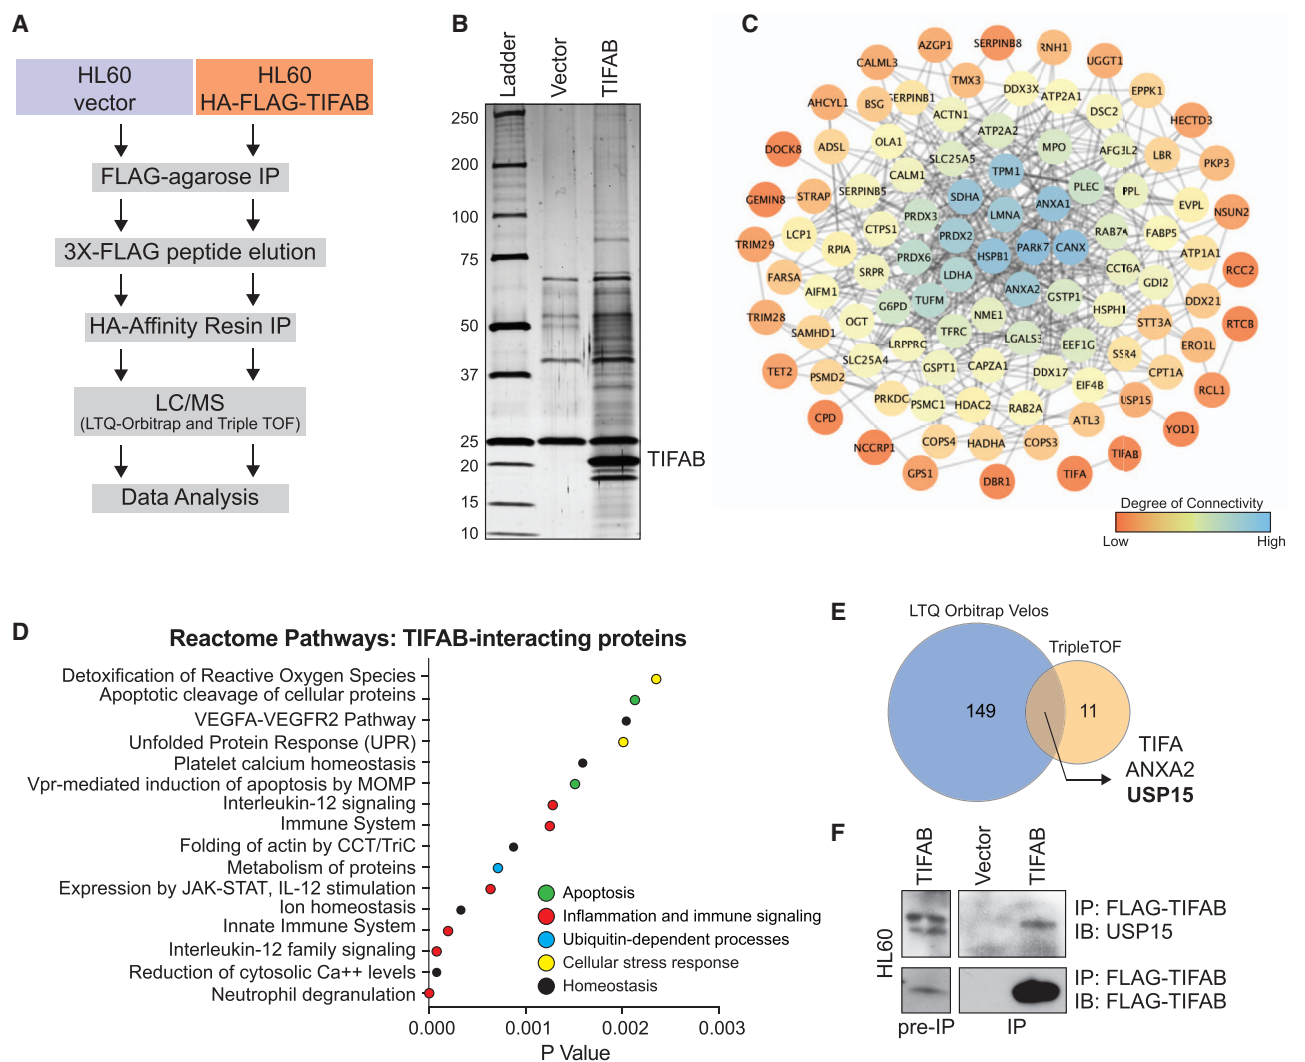 A
HL60
vector
HL60
HA-FLAG-TIFAB
FLAG-agarose IP
3X-FLAG peptide elution
HA-Affinity Resin IP
LC/MS
(LTQ-Orbitrap and Triple TOF)
Data Analysis
B
Ladder
Vector
TIFAB
250
200
100
75
50
37
25
20
15
10
TIFAB
C
AZGP1
SERPINB8
RNH1
CALML3
UGGT1
TMX3
DDX3X
ATP2A1
EPPK1
AHCYL1
BSG
SERPINB1
ACTN1
DSC2
HECTD3
ATP2A2
DOCK8
ADSL
OLA1
SLC25A5
MPO
AFG3L2
LBR
PKP3
CALM1
TPM1
GEMIN8
STRAP
SERPINB5
SDHA
ANXA1
PLEC
PPL
EVPL
NSUN2
PRDX3
LMNA
TRIM29
LCP1
RPIA
CTPS1
PRDX2
PARK7
CANX
RAB7A
FABP5
ATP1A1
FARSA
SRPR
PRDX6
HSPB1
LDHA
CCT6A
GDI2
RCC2
AIFM1
G6PD
TUFM
ANXA2
GSTP1
HSPH1
DDX21
TRIM28
SAMHD1
OGT
TFRC
NME1
LGALS3
EEF1G
STT3A
RTCB
SLC25A4
LRPPRC
SSR4
ERO1L
TET2
PSMD2
GSPT1
CAPZA1
DDX17
EIF4B
CPT1A
RCL1
PRKDC
PSMC1
HDAC2
RAB2A
USP15
CPD
ATL3
YOD1
NCCRP1
COPS4
HADHA
COPS3
TIFAB
GPS1
DBR1
TIFA
Degree of Connectivity
Low
High
D
Reactome Pathways: TIFAB-interacting proteins
Detoxification of Reactive Oxygen Species
Apoptotic cleavage of cellular proteins
VEGFA-VEGFR2 Pathway
Unfolded Protein Response (UPR)
Platelet calcium homeostasis
Vpr-mediated induction of apoptosis by MOMP
Interleukin-12 signaling
Immune System
Folding of actin by CCT/TriC
Metabolism of proteins
Expression by JAK-STAT, IL-12 stimulation
Ion homeostasis
Innate Immune System
Interleukin-12 family signaling
Reduction of cytosolic Ca++ levels
Neutrophil degranulation
Apoptosis
Inflammation and immune signaling
Ubiquitin-dependent processes
Cellular stress response
Homeostasis
0.000
0.001
0.002
0.003
P Value
E
LTQ Orbitrap Velos
TripleTOF
149
11
TIFA
ANXA2
USP15
F
TIFAB
Vector
TIFAB
HL60
IP: FLAG-TIFAB
IB: USP15
IP: FLAG-TIFAB
IB: FLAG-TIFAB
pre-IP
IP